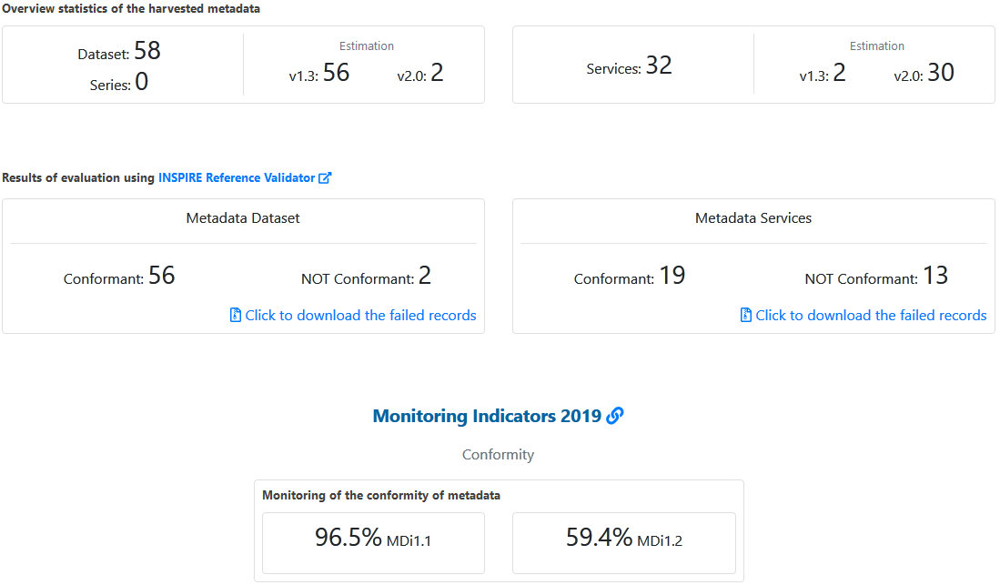 Overview statistics of the harvested metadata
Dataset: 58
Series: 0
Estimation
v1.3: 56 v2.0: 2
Services: 32
Estimation
v1.3: 2 v2.0: 30
Results of evaluation using INSPIRE Reference Validator
Metadata Dataset
Conformant: 56 NOT Conformant: 2
Click to download the failed records
Metadata Services
Conformant: 19 NOT Conformant: 13
Click to download the failed records
Monitoring Indicators 2019
Conformity
Monitoring of the conformity of metadata
96.5% MDi1.1
59.4% MDi1.2